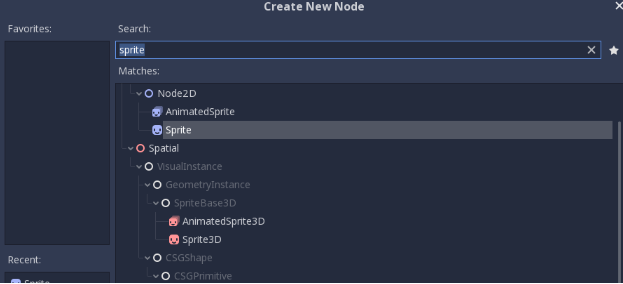 Create New Node
Favorites:
Search:
sprite
Matches:
Node2D
AnimatedSprite
Sprite
Spatial
VisualInstance
GeometryInstance
SpriteBase3D
AnimatedSprite3D
Sprite3D
CSGShape
CSGPrimitive
Recent:
Sprite